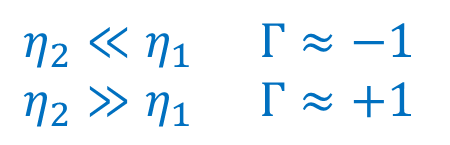 η₂ ≪ η₁ Γ ≈ −1
η₂ ≫ η₁ Γ ≈ +1